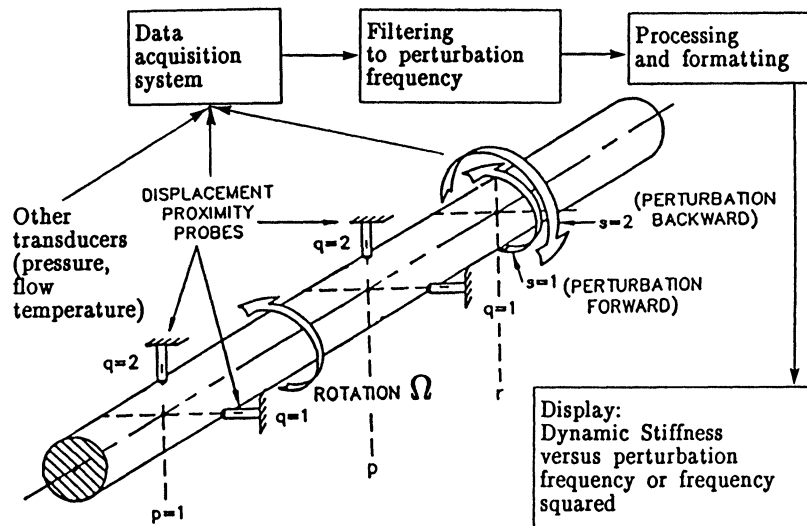 Data
acquisition
system
Filtering
to perturbation
frequency
Processing
and formatting
Other
transducers
(pressure,
flow
temperature)
DISPLACEMENT
PROXIMITY
PROBES
q=2
q=2
(PERTURBATION
BACKWARD)
s=2
s=1
(PERTURBATION
FORWARD)
q=1
q=1
ROTATION Ω
r
p
p=1
Display:
Dynamic Stiffness
versus perturbation
frequency or frequency
squared